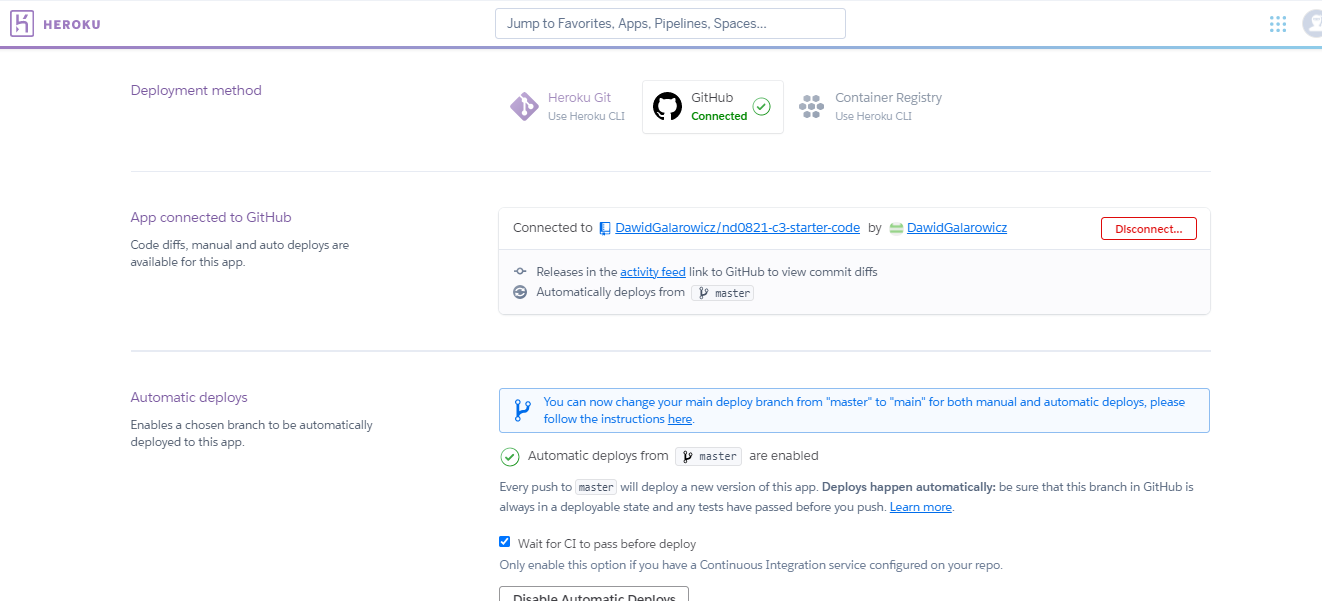 HEROKU
Jump to Favorites, Apps, Pipelines, Spaces...
Deployment method
Heroku Git
Use Heroku CLI
GitHub
Connected
Container Registry
Use Heroku CLI
App connected to GitHub
Code diffs, manual and auto deploys are
available for this app.
Connected to DawidGalarowicz/nd0821-c3-starter-code by DawidGalarowicz
Disconnect...
Releases in the activity feed link to GitHub to view commit diffs
Automatically deploys from master
Automatic deploys
Enables a chosen branch to be automatically
deployed to this app.
You can now change your main deploy branch from "master" to "main" for both manual and automatic deploys, please
follow the instructions here.
Automatic deploys from master are enabled
Every push to master will deploy a new version of this app. Deploys happen automatically: be sure that this branch in GitHub is
always in a deployable state and any tests have passed before you push. Learn more.
Wait for CI to pass before deploy
Only enable this option if you have a Continuous Integration service configured on your repo.
Disable Automatic Deploys